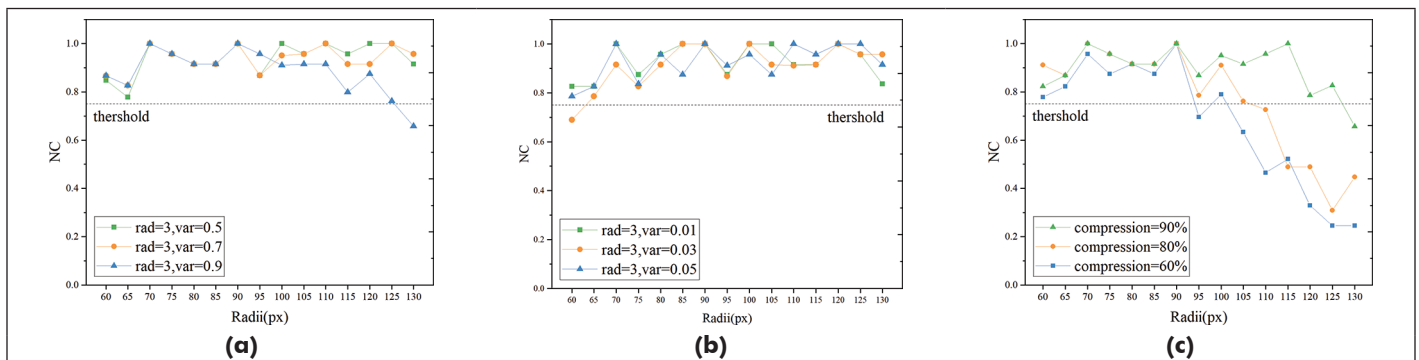 1.0
0.8
0.6
0.4
0.2
0.0
NC
thershold
rad=3,var=0.5
rad=3,var=0.7
rad=3,var=0.9
60 65 70 75 80 85 90 95 100 105 110 115 120 125 130
Radii(px)
(a)
1.0
0.8
0.6
0.4
0.2
0.0
NC
thershold
rad=3,var=0.01
rad=3,var=0.03
rad=3,var=0.05
60 65 70 75 80 85 90 95 100 105 110 115 120 125 130
Radii(px)
(b)
1.0
0.8
0.6
0.4
0.2
0.0
NC
thershold
compression=90%
compression=80%
compression=60%
60 65 70 75 80 85 90 95 100 105 110 115 120 125 130
Radii(px)
(c)